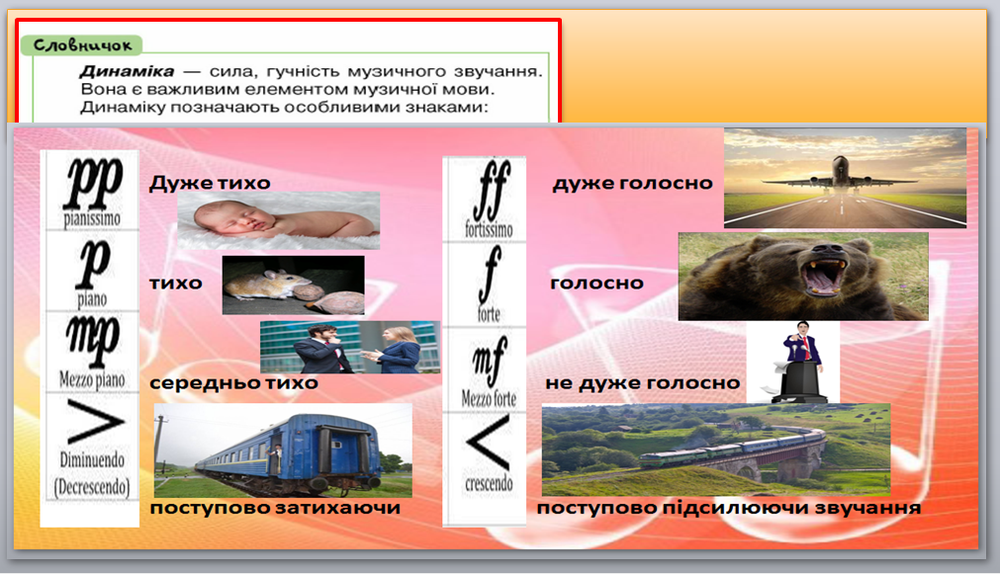 Словничок
Динаміка — сила, гучність музичного звучання.
Вона є важливим елементом музичної мови.
Динаміку позначають особливими знаками:
pp
pianissimo
Дуже тихо
p
piano
тихо
mp
Mezzo piano
середньо тихо
>
Diminuendo
(Decrescendo)
поступово затихаючи
ff
fortissimo
дуже голосно
f
forte
голосно
mf
Mezzo forte
не дуже голосно
<
crescendo
поступово підсилюючи звучання